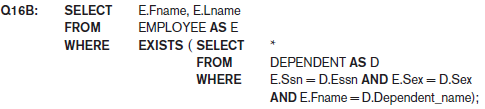 Q16B: SELECT E.Fname, E.Lname
FROM EMPLOYEE AS E
WHERE EXISTS ( SELECT *
FROM DEPENDENT AS D
WHERE E.Ssn = D.Essn AND E.Sex = D.Sex
AND E.Fname = D.Dependent_name);